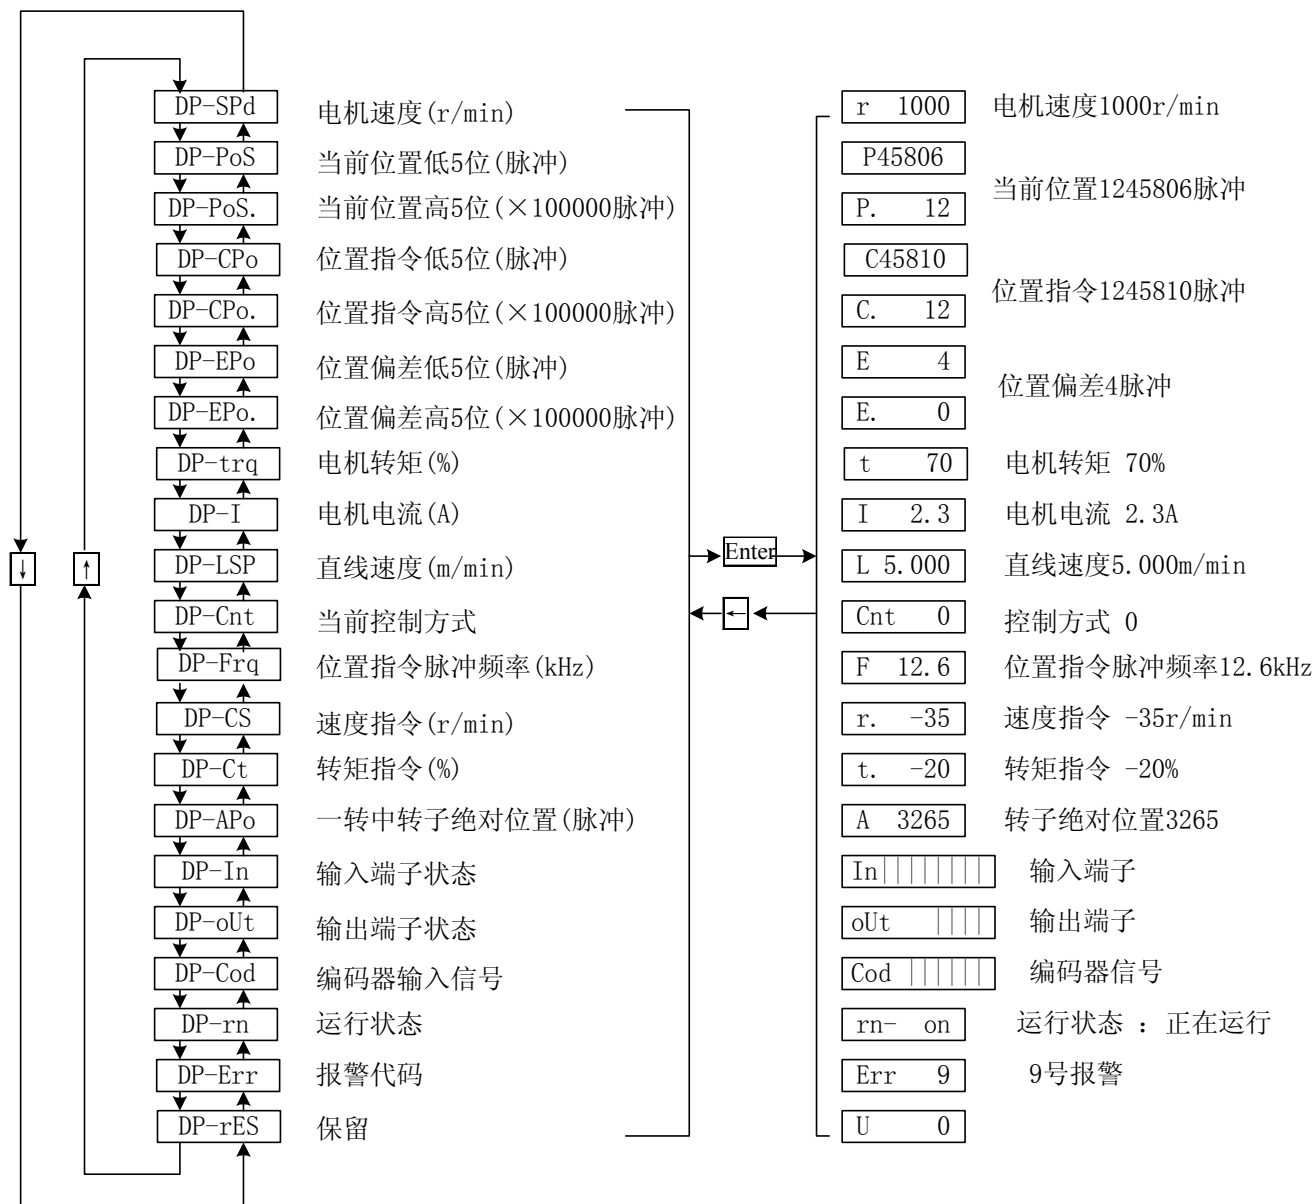 DP-SPd 电机速度(r/min) r 1000 电机速度1000r/min
DP-PoS 当前位置低5位(脉冲) P45806
当前位置1245806脉冲
DP-PoS. 当前位置高5位(×100000脉冲) P. 12
DP-CPo 位置指令低5位(脉冲) C45810
位置指令1245810脉冲
DP-CPo. 位置指令高5位(×100000脉冲) C. 12
DP-EPo 位置偏差低5位(脉冲) E 4
位置偏差4脉冲
DP-EPo. 位置偏差高5位(×100000脉冲) E. 0
DP-trq 电机转矩(%) t 70 电机转矩 70%
DP-I 电机电流(A) I 2.3 电机电流 2.3A
Enter
↓ ↑ DP-LSP 直线速度(m/min) L 5.000 直线速度5.000m/min
←
DP-Cnt 当前控制方式 Cnt 0 控制方式 0
DP-Frq 位置指令脉冲频率(kHz) F 12.6 位置指令脉冲频率12.6kHz
DP-CS 速度指令(r/min) r. -35 速度指令 -35r/min
DP-Ct 转矩指令(%) t. -20 转矩指令 -20%
DP-APo 一转中转子绝对位置(脉冲) A 3265 转子绝对位置3265
DP-In 输入端子状态 In 输入端子
DP-oUt 输出端子状态 oUt 输出端子
DP-Cod 编码器输入信号 Cod 编码器信号
DP-rn 运行状态 rn- on 运行状态 : 正在运行
DP-Err 报警代码 Err 9 9号报警
DP-rES 保留 U 0